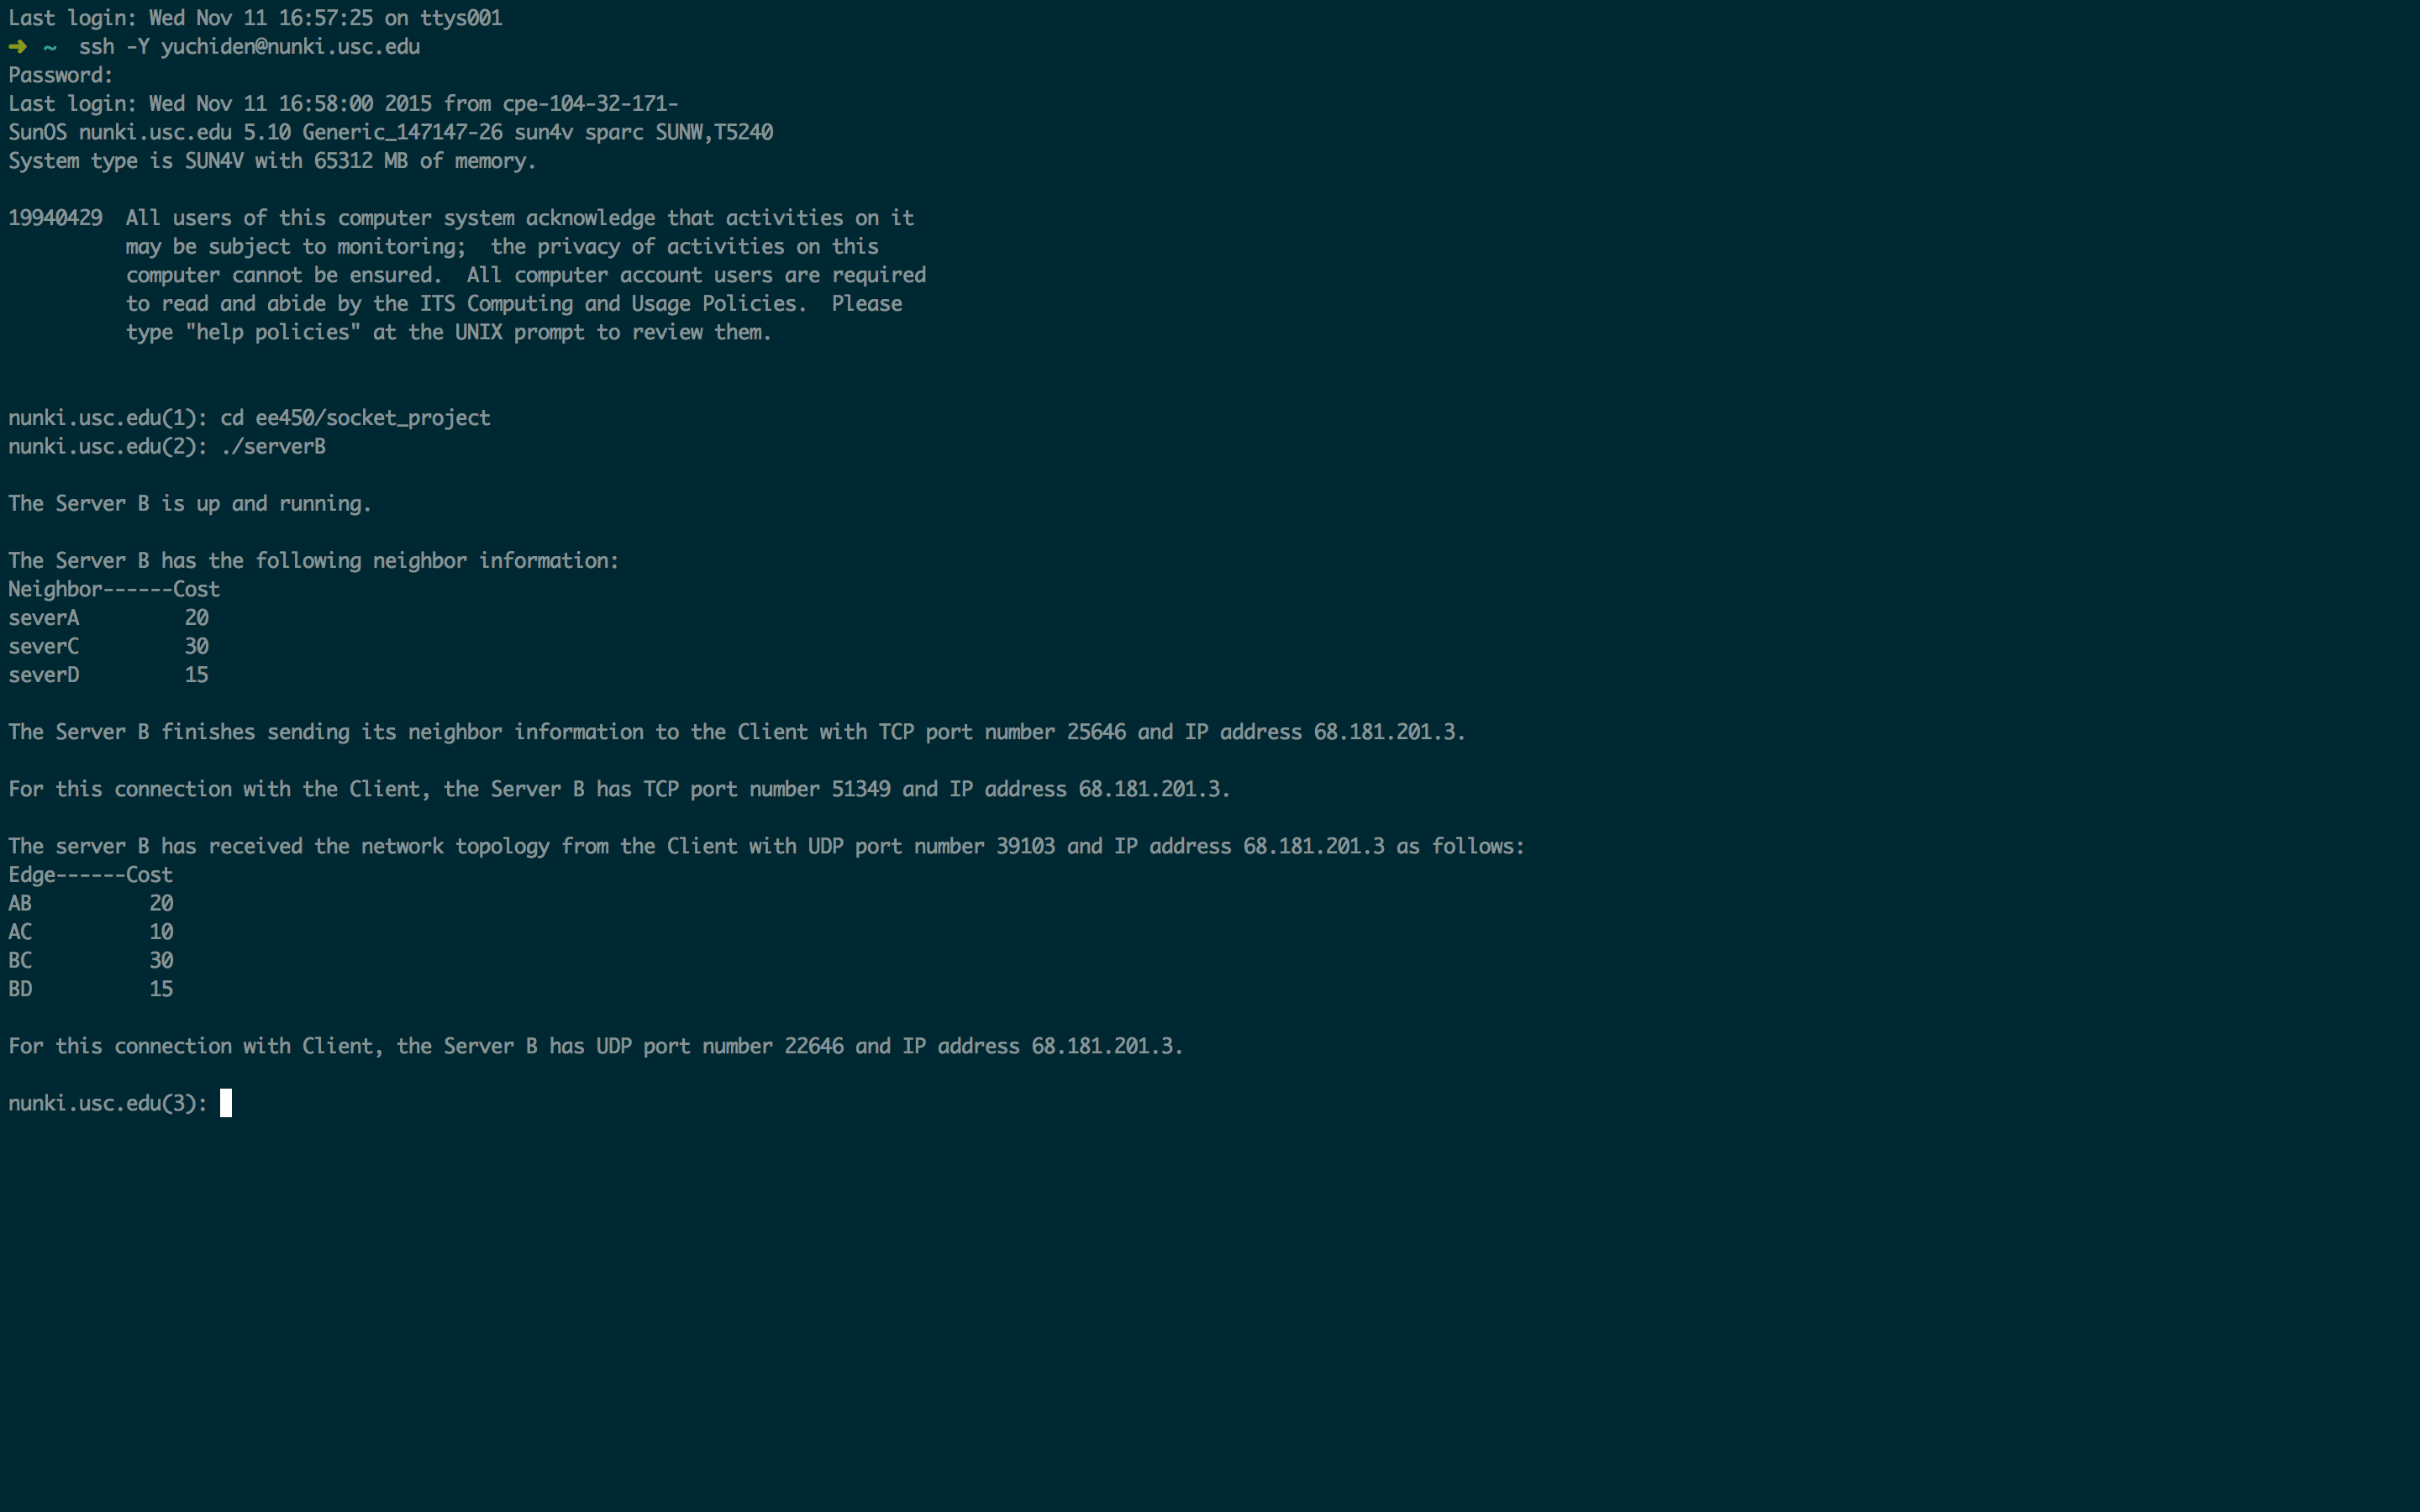 Last login: Wed Nov 11 16:57:25 on ttys001
➜  ~  ssh -Y yuchiden@nunki.usc.edu
Password:
Last login: Wed Nov 11 16:58:00 2015 from cpe-104-32-171-
SunOS nunki.usc.edu 5.10 Generic_147147-26 sun4v sparc SUNW,T5240
System type is SUN4V with 65312 MB of memory.
19940429  All users of this computer system acknowledge that activities on it
          may be subject to monitoring;  the privacy of activities on this
          computer cannot be ensured.  All computer account users are required
          to read and abide by the ITS Computing and Usage Policies.  Please
          type "help policies" at the UNIX prompt to review them.
nunki.usc.edu(1): cd ee450/socket_project
nunki.usc.edu(2): ./serverB
The Server B is up and running.
The Server B has the following neighbor information:
Neighbor------Cost
severA         20
severC         30
severD         15
The Server B finishes sending its neighbor information to the Client with TCP port number 25646 and IP address 68.181.201.3.
For this connection with the Client, the Server B has TCP port number 51349 and IP address 68.181.201.3.
The server B has received the network topology from the Client with UDP port number 39103 and IP address 68.181.201.3 as follows:
Edge------Cost
AB          20
AC          10
BC          30
BD          15
For this connection with Client, the Server B has UDP port number 22646 and IP address 68.181.201.3.
nunki.usc.edu(3):